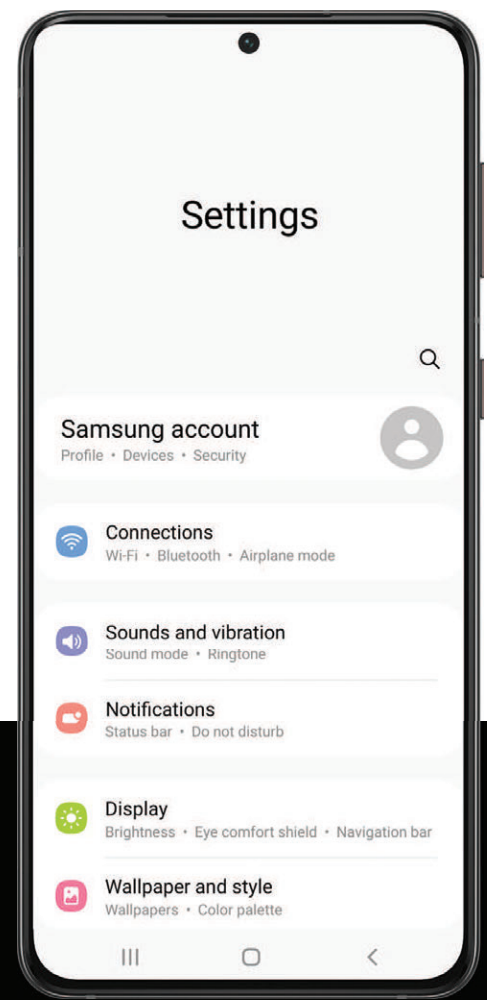 Settings
Samsung account
Profile • Devices • Security
Connections
Wi-Fi • Bluetooth • Airplane mode
Sounds and vibration
Sound mode • Ringtone
Notifications
Status bar • Do not disturb
Display
Brightness • Eye comfort shield • Navigation bar
Wallpaper and style
Wallpapers • Color palette